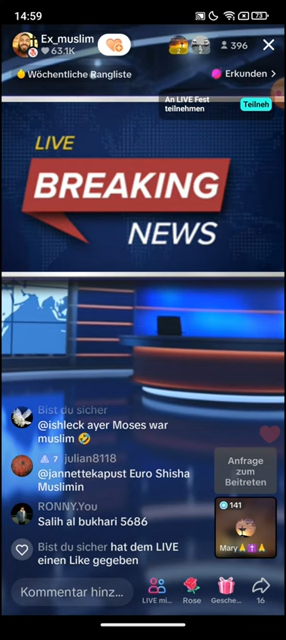 14:59
73
Ex_muslim
63.1K
396
Wöchentliche Rangliste
Erkunden >
An LIVE Fest
teilnehmen
Teilneh
LIVE
BREAKING
NEWS
Bist du sicher
@ishleck ayer Moses war
muslim 🤣
7 julian8118
@jannettekapust Euro Shisha
Muslimin
RONNY.You
Salih al bukhari 5686
Bist du sicher hat dem LIVE
einen Like gegeben
Anfrage
zum
Beitreten
141
Mary🙏✝️🙏
Kommentar hinz...
LIVE mi...
Rose
Gesche...
16